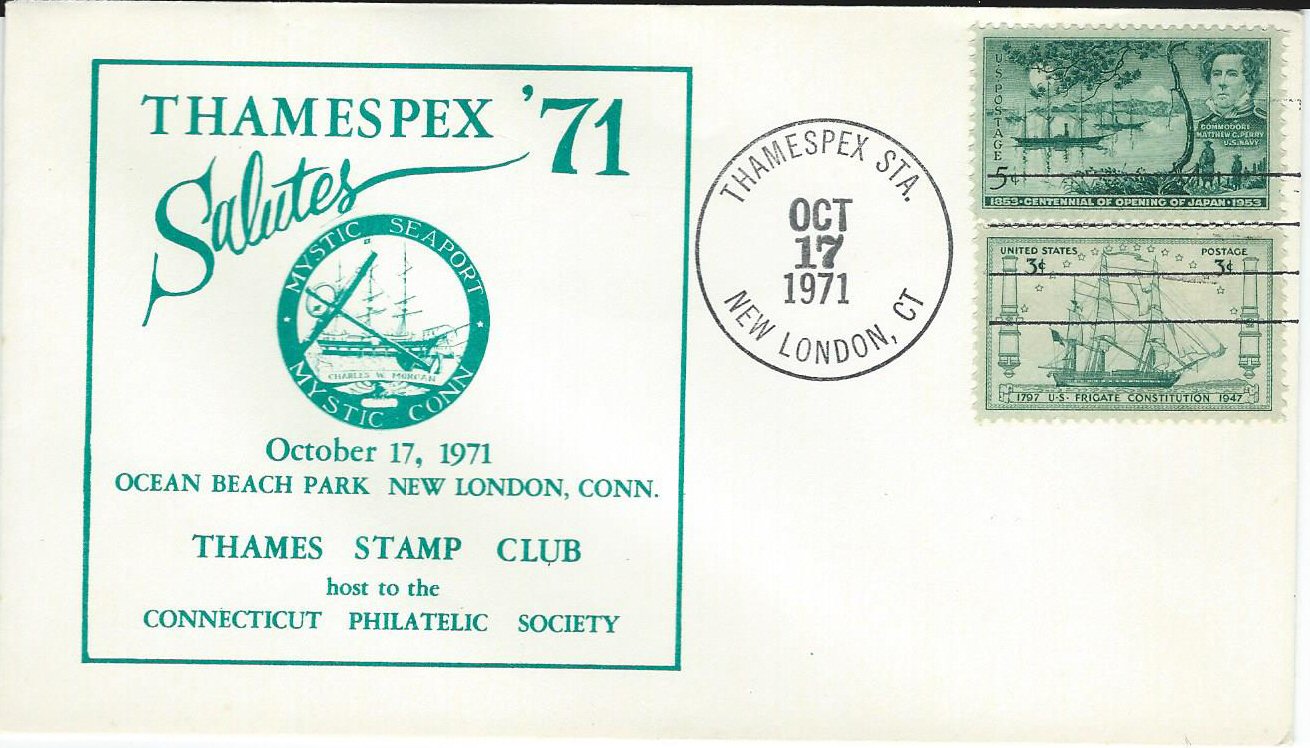 THAMESPEX '71
Salutes
MYSTIC SEAPORT
CHARLES W. MORGAN
MYSTIC CONN
October 17, 1971
OCEAN BEACH PARK NEW LONDON, CONN.
THAMES STAMP CLUB
host to the
CONNECTICUT PHILATELIC SOCIETY
THAMESPEX STA.
OCT
17
1971
NEW LONDON, CT
U.S. POSTAGE
COMMODORE
MATTHEW C. PERRY
U.S. NAVY
5¢
1853·CENTENNIAL OF OPENING OF JAPAN·1953
UNITED STATES POSTAGE
3¢ 3¢
1797 U·S· FRIGATE CONSTITUTION 1947